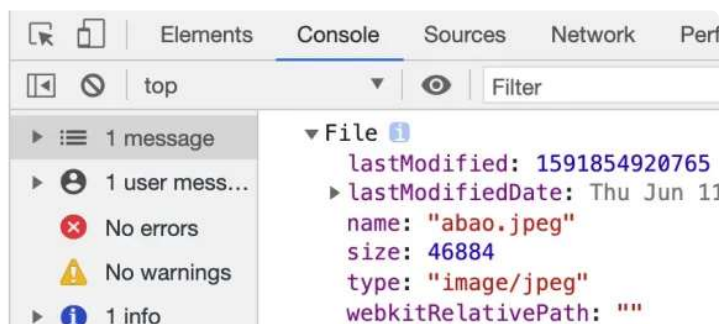 Elements Console Sources Network Perf
top Filter
1 message
1 user mess...
No errors
No warnings
1 info
File
lastModified: 1591854920765
lastModifiedDate: Thu Jun 11
name: "abao.jpeg"
size: 46884
type: "image/jpeg"
webkitRelativePath: ""